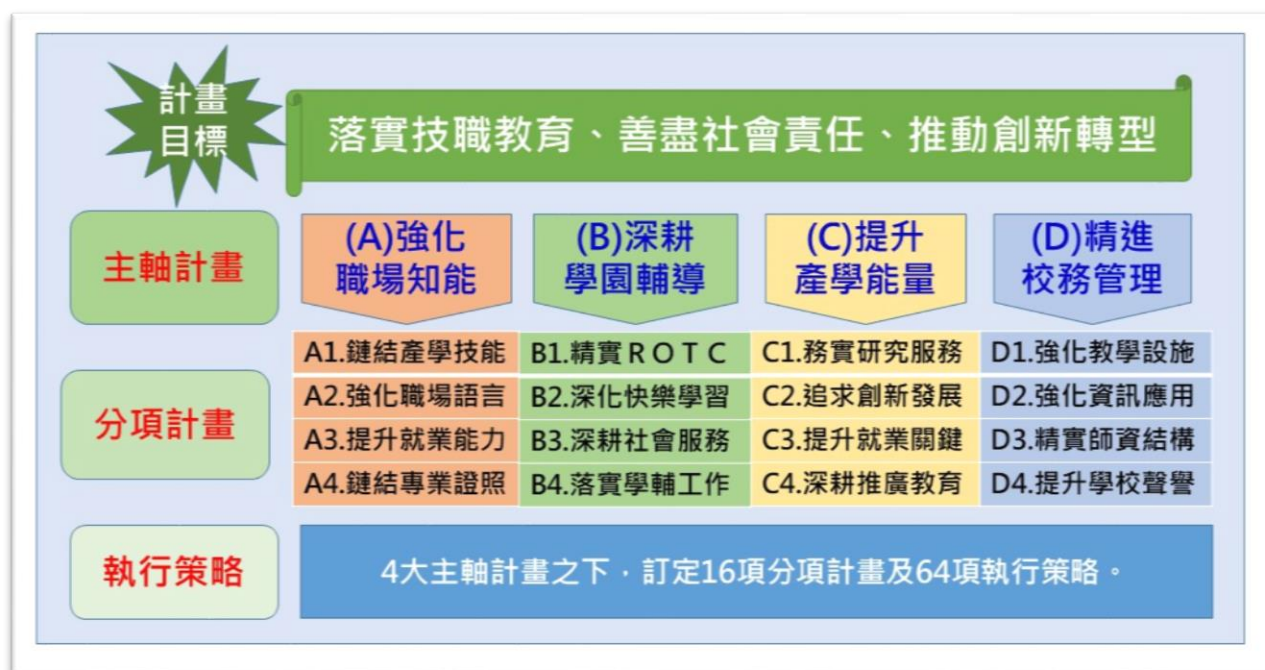 計畫
目標
落實技職教育、善盡社會責任、推動創新轉型
主軸計畫
(A)強化
職場知能
(B)深耕
學園輔導
(C)提升
產學能量
(D)精進
校務管理
分項計畫
A1.鏈結產學技能
B1.精實ROTC
C1.務實研究服務
D1.強化教學設施
A2.強化職場語言
B2.深化快樂學習
C2.追求創新發展
D2.強化資訊應用
A3.提升就業能力
B3.深耕社會服務
C3.提升就業關鍵
D3.精實師資結構
A4.鏈結專業證照
B4.落實學輔工作
C4.深耕推廣教育
D4.提升學校聲譽
執行策略
4大主軸計畫之下，訂定16項分項計畫及64項執行策略。